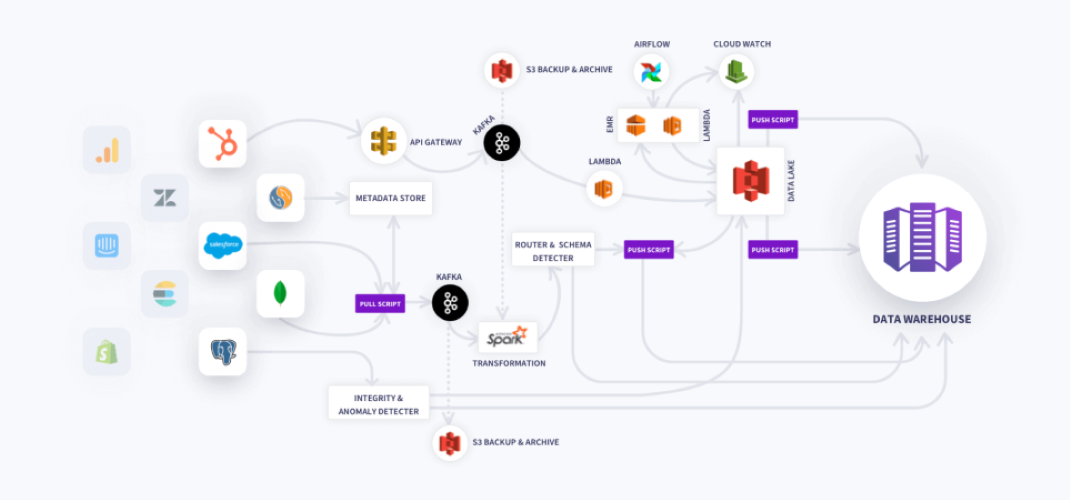 AIRFLOW
CLOUD WATCH
S3 BACKUP & ARCHIVE
KAFKA
API GATEWAY
EMR
LAMBDA
PUSH SCRIPT
LAMBDA
DATA LAKE
METADATA STORE
salesforce
ROUTER & SCHEMA
DETECTER
PUSH SCRIPT
PUSH SCRIPT
KAFKA
PULL SCRIPT
DATA WAREHOUSE
Spark
TRANSFORMATION
INTEGRITY &
ANOMALY DETECTER
S3 BACKUP & ARCHIVE